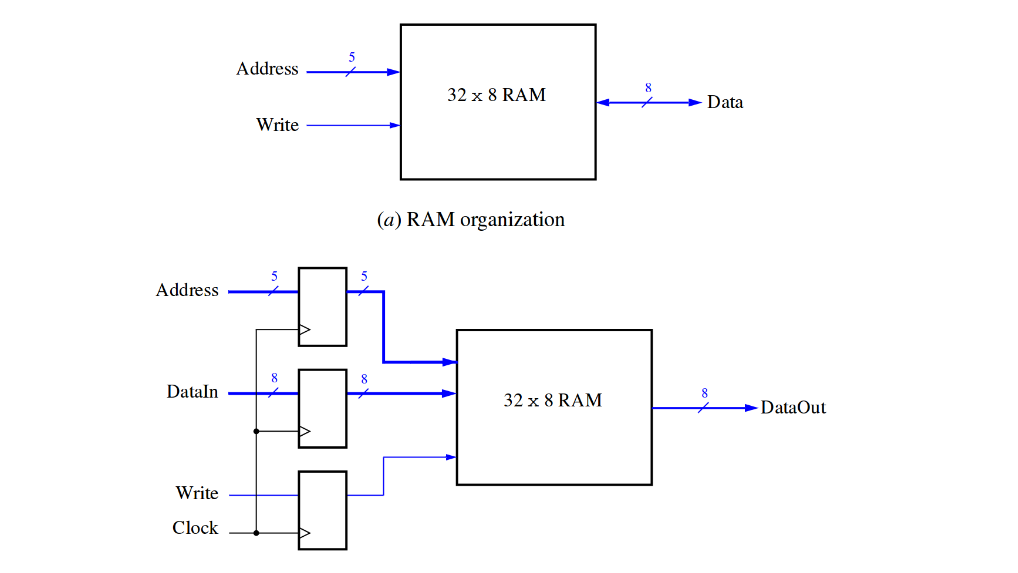 5
Address
32 x 8 RAM
8
Data
Write
(a) RAM organization
5
5
Address
8
8
DataIn
32 x 8 RAM
8
DataOut
Write
Clock